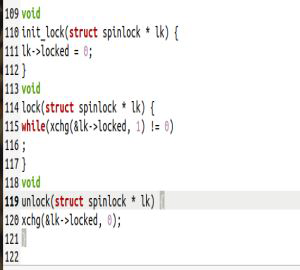 109 void
110 init_lock(struct spinlock * lk) {
111 lk->locked = 0;
112 }
113 void
114 lock(struct spinlock * lk) {
115 while(xchg(&lk->locked, 1) != 0)
116 ;
117 }
118 void
119 unlock(struct spinlock * lk) {
120 xchg(&lk->locked, 0);
121 }
122